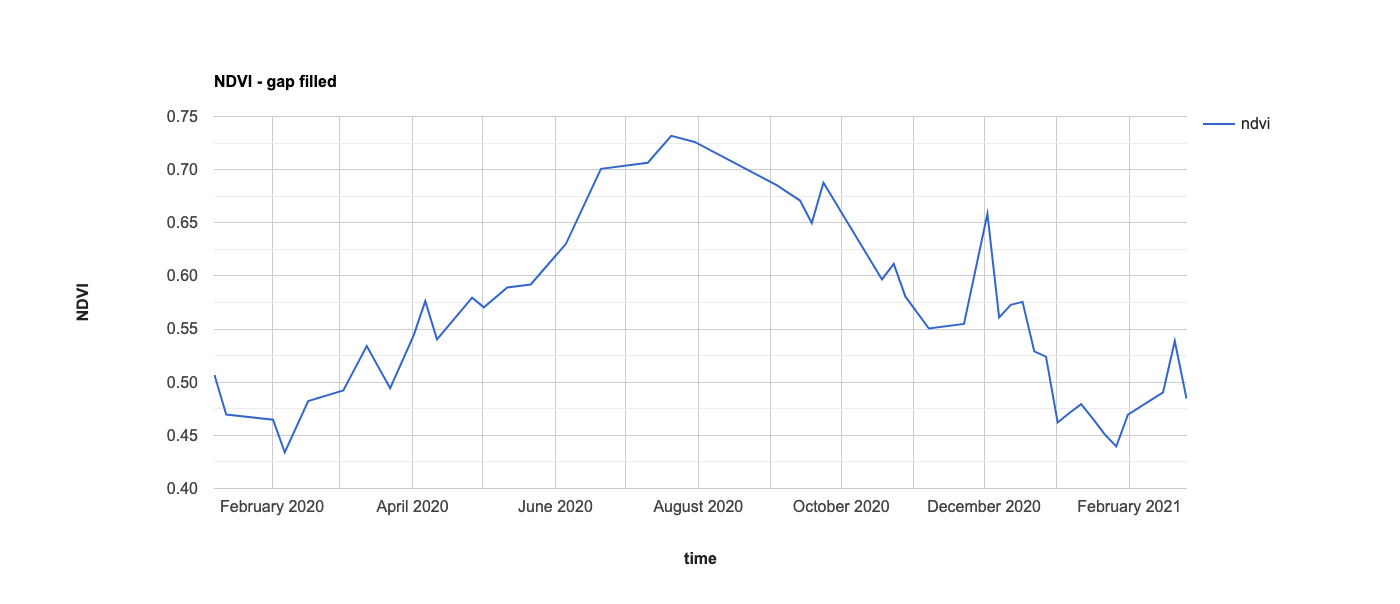 NDVI - gap filled
0.75
ndvi
0.70
0.65
0.60
0.55
0.50
0.45
0.40
NDVI
February 2020
April 2020
June 2020
August 2020
October 2020
December 2020
February 2021
time